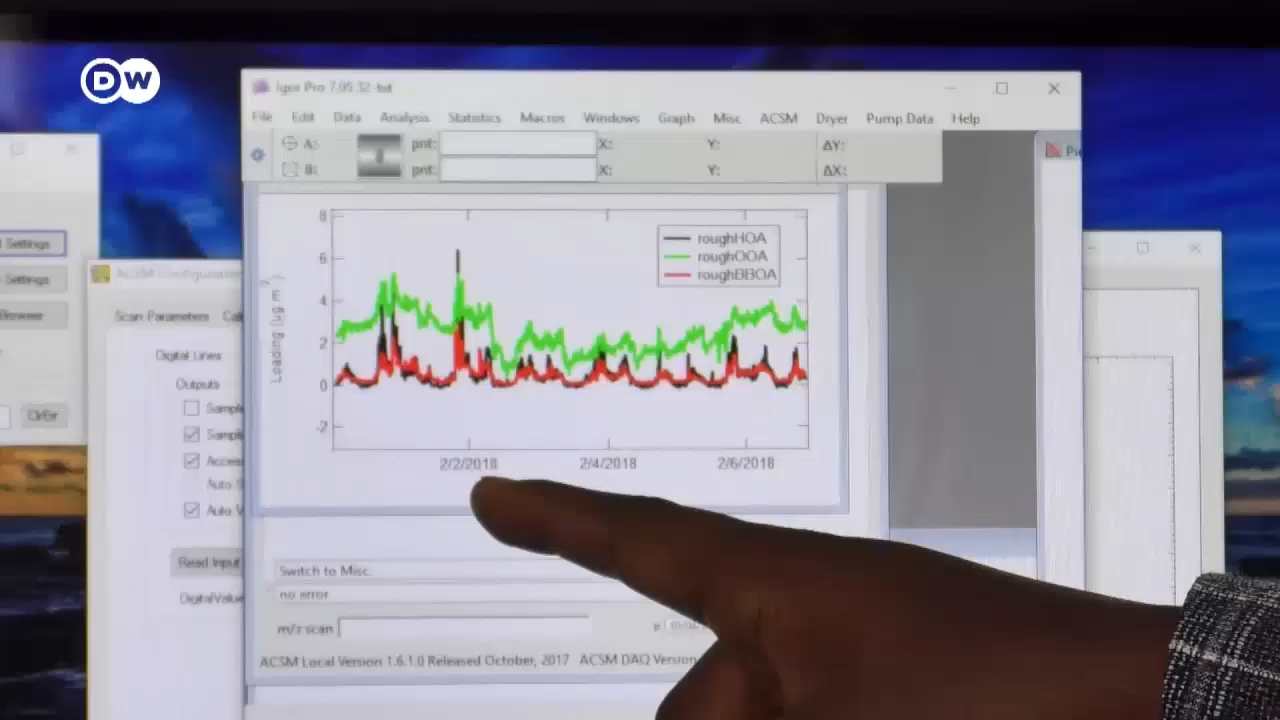 DW
Igor Pro 7.05.32-bit
File Edit Data Analysis Statistics Macros Windows Graph Misc ACSM Dryer Pump Data Help
A: pnt: X: Y: ΔY:
B: pnt: X: Y: ΔX:
8
6
4
2
0
-2
Loading
roughHOA
roughOOA
roughBBOA
2/2/2018 2/4/2018 2/6/2018
Switch to Misc.
no error
m/z scan
ACSM Local Version 1.6.1.0 Released October, 2017 ACSM DAQ Version
Settings
Settings
Browser
ClrErr
ACSM
Scan Parameters
Digital Lines
Outputs
Auto
Auto
Read Input